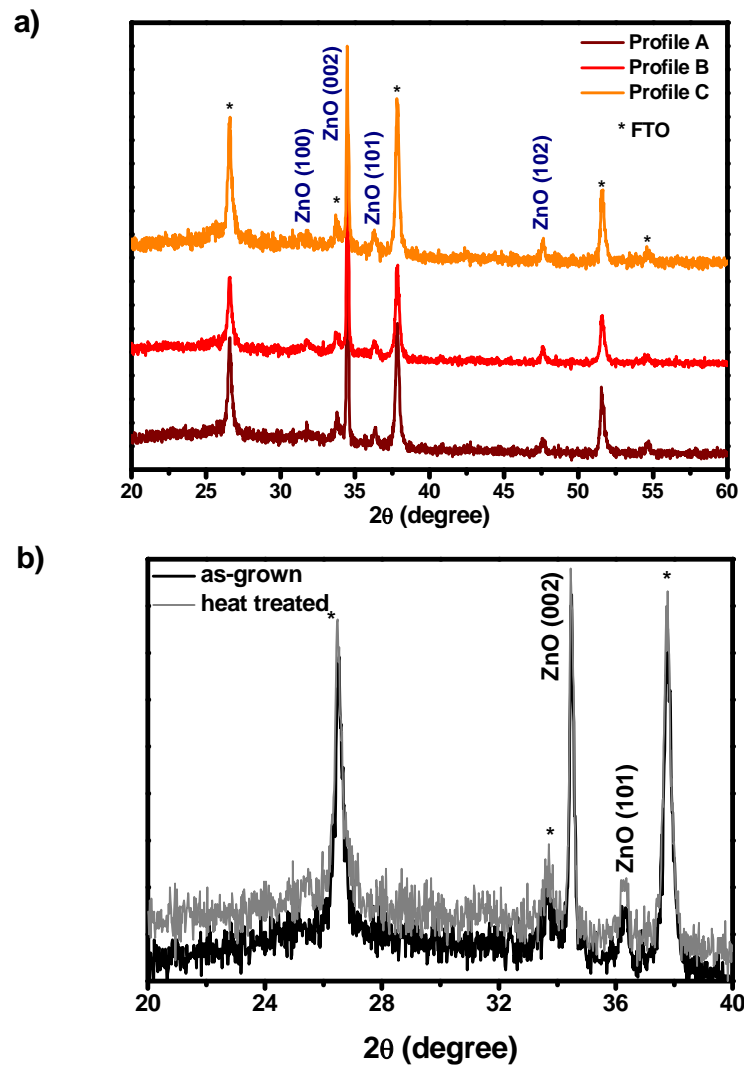 a)
Profile A
Profile B
Profile C
* FTO
*
ZnO (100)
ZnO (002)
*
ZnO (101)
*
ZnO (102)
*
*
20 25 30 35 40 45 50 55 60
2θ (degree)
b)
as-grown
heat treated
*
*
ZnO (002)
ZnO (101)
*
20 24 28 32 36 40
2θ (degree)